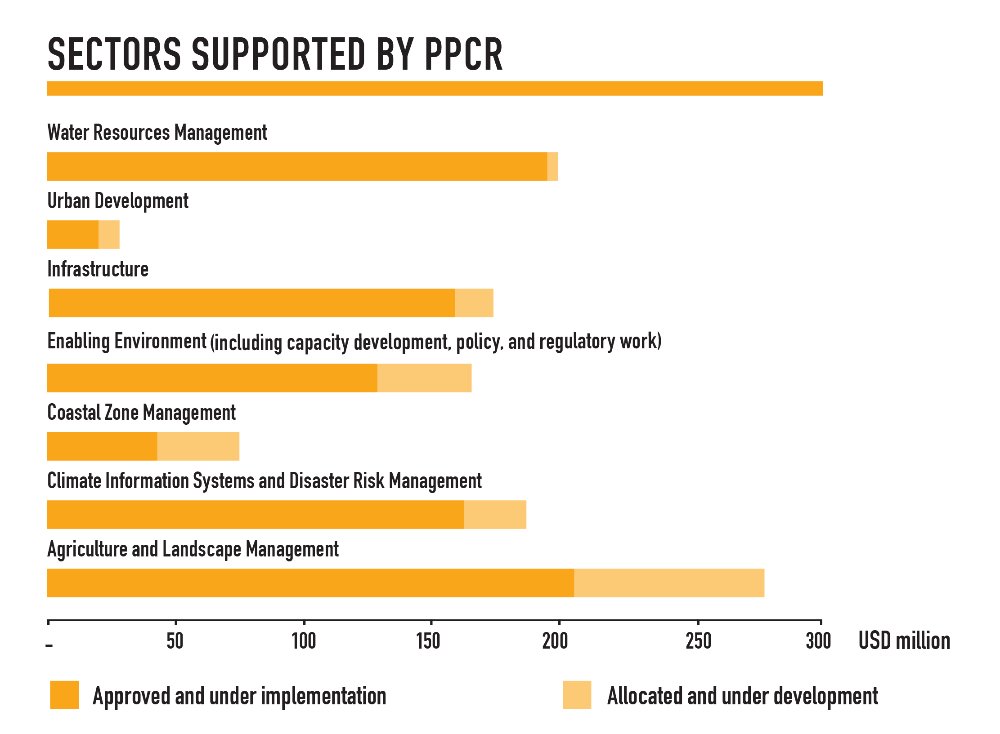 SECTORS SUPPORTED BY PPCR
Water Resources Management
Urban Development
Infrastructure
Enabling Environment (including capacity development, policy, and regulatory work)
Coastal Zone Management
Climate Information Systems and Disaster Risk Management
Agriculture and Landscape Management
– 50 100 150 200 250 300 USD million
Approved and under implementation Allocated and under development